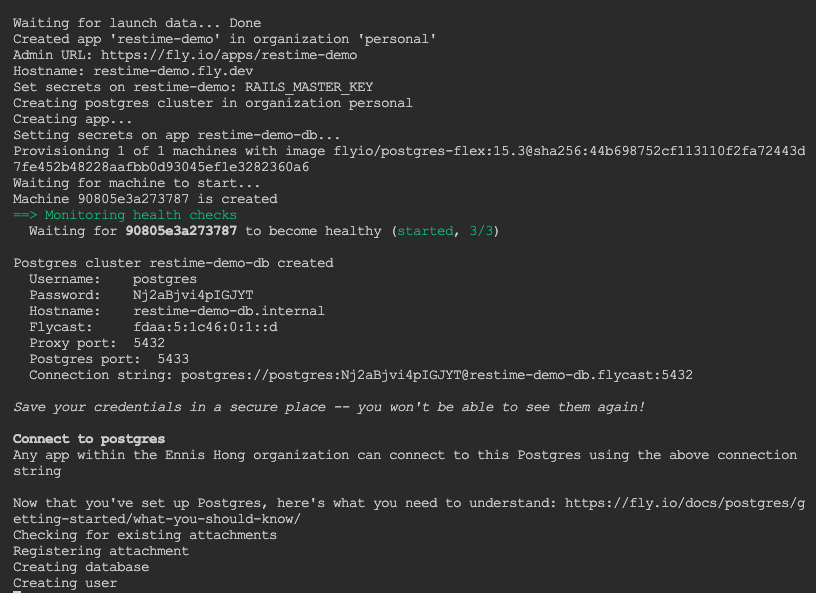 Waiting for launch data... Done
Created app 'restime-demo' in organization 'personal'
Admin URL: https://fly.io/apps/restime-demo
Hostname: restime-demo.fly.dev
Set secrets on restime-demo: RAILS_MASTER_KEY
Creating postgres cluster in organization personal
Creating app...
Setting secrets on app restime-demo-db...
Provisioning 1 of 1 machines with image flyio/postgres-flex:15.3@sha256:44b698752cf113110f2fa72443d
7fe452b48228aafbb0d93045ef1e3282360a6
Waiting for machine to start...
Machine 90805e3a273787 is created
==> Monitoring health checks
  Waiting for 90805e3a273787 to become healthy (started, 3/3)

Postgres cluster restime-demo-db created
  Username:    postgres
  Password:    Nj2aBjvi4pIGJYT
  Hostname:    restime-demo-db.internal
  Flycast:     fdaa:5:1c46:0:1::d
  Proxy port:  5432
  Postgres port:  5433
  Connection string: postgres://postgres:Nj2aBjvi4pIGJYT@restime-demo-db.flycast:5432

Save your credentials in a secure place -- you won't be able to see them again!

Connect to postgres
Any app within the Ennis Hong organization can connect to this Postgres using the above connection
string

Now that you've set up Postgres, here's what you need to understand: https://fly.io/docs/postgres/g
etting-started/what-you-should-know/
Checking for existing attachments
Registering attachment
Creating database
Creating user